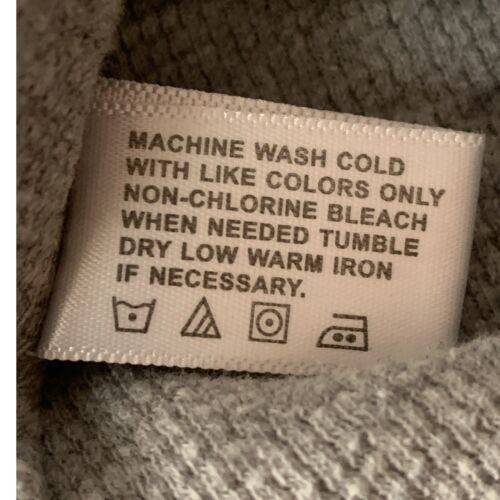 MACHINE WASH COLD
WITH LIKE COLORS ONLY
NON-CHLORINE BLEACH
WHEN NEEDED TUMBLE
DRY LOW WARM IRON
IF NECESSARY.